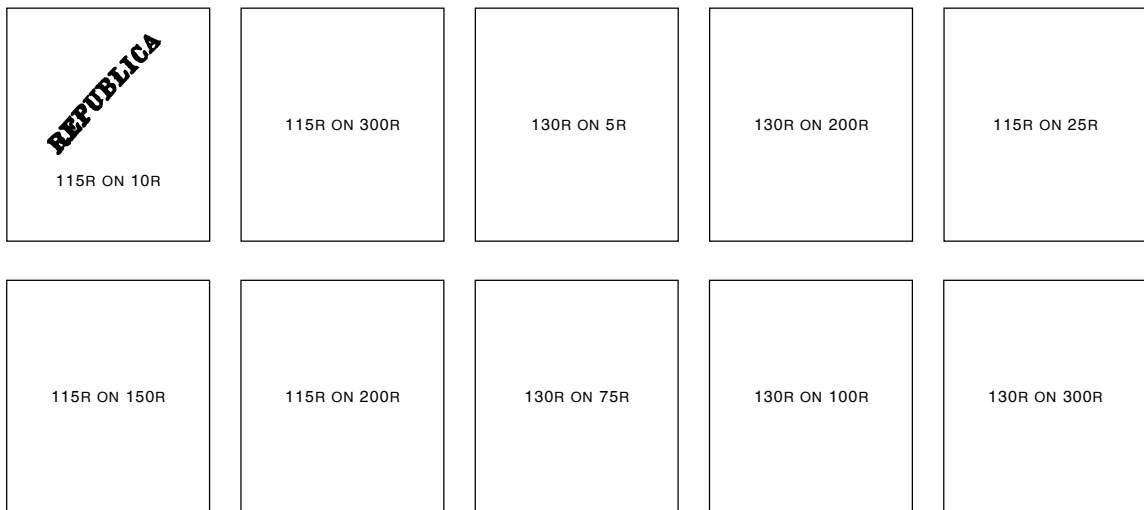 REPUBLICA
115R ON 10R
115R ON 300R
130R ON 5R
130R ON 200R
115R ON 25R
115R ON 150R
115R ON 200R
130R ON 75R
130R ON 100R
130R ON 300R